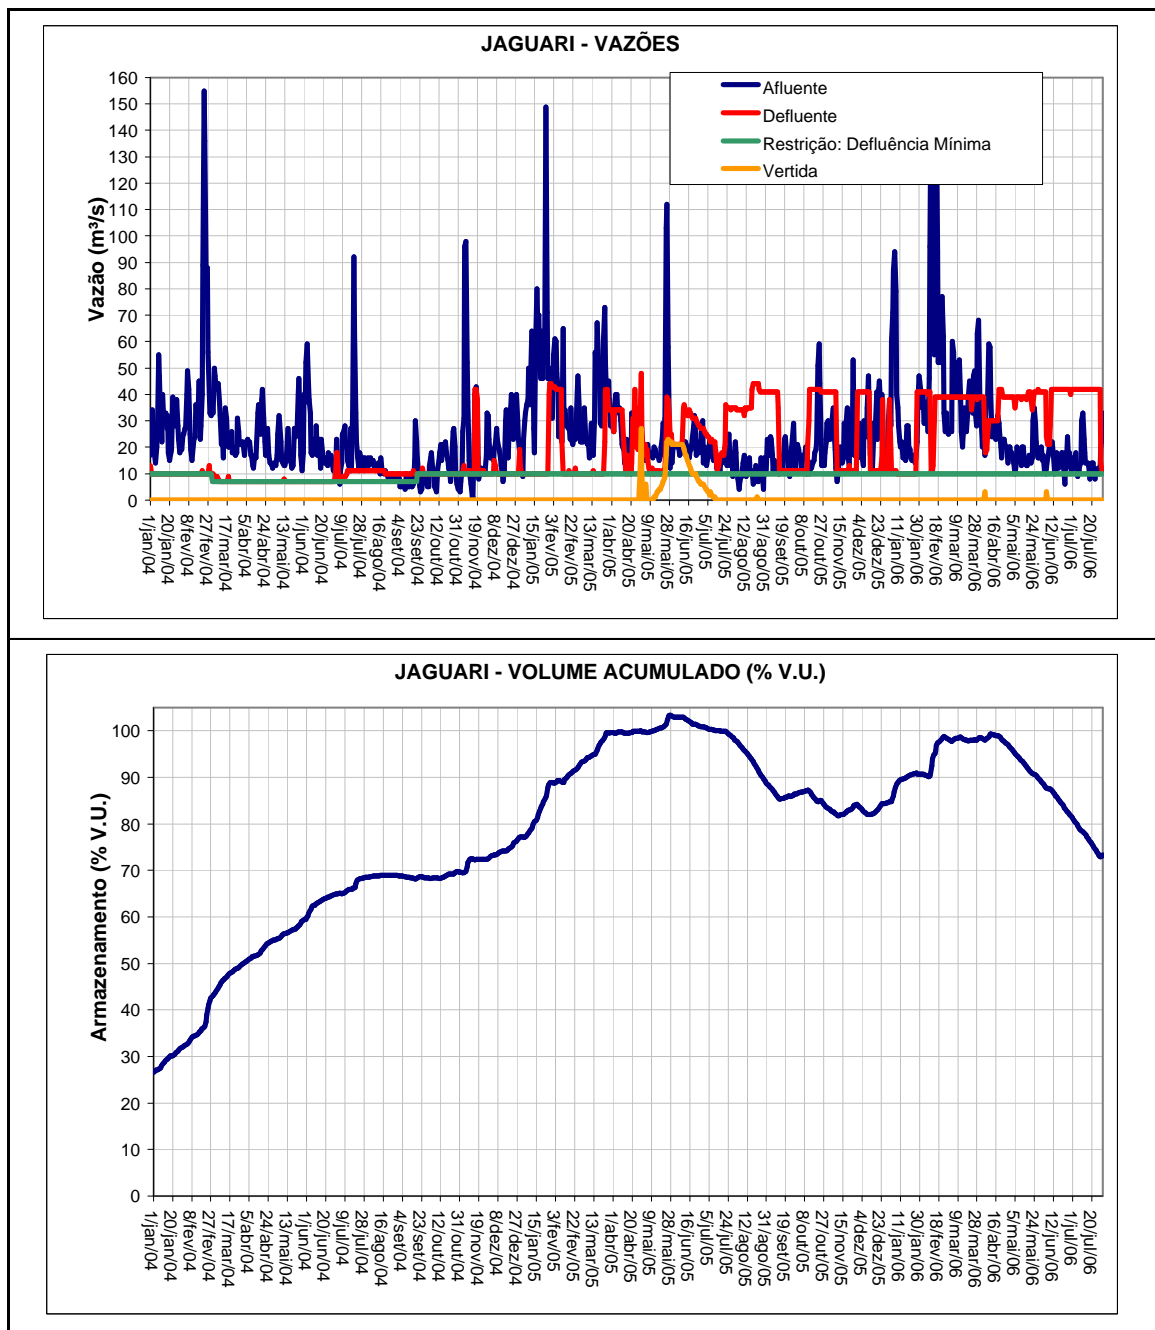 JAGUARI - VAZÕES
Vazão (m³/s)
160
150
140
130
120
110
100
90
80
70
60
50
40
30
20
10
0
Afluente
Defluente
Restrição: Defluência Mínima
Vertida
1/jan/04
20/jan/04
8/fev/04
27/fev/04
17/mar/04
5/abr/04
24/abr/04
13/mai/04
1/jun/04
20/jun/04
9/jul/04
28/jul/04
16/ago/04
4/set/04
23/set/04
12/out/04
31/out/04
19/nov/04
8/dez/04
27/dez/04
15/jan/05
3/fev/05
22/fev/05
13/mar/05
1/abr/05
20/abr/05
9/mai/05
28/mai/05
16/jun/05
5/jul/05
24/jul/05
12/ago/05
31/ago/05
19/set/05
8/out/05
27/out/05
15/nov/05
4/dez/05
23/dez/05
11/jan/06
30/jan/06
18/fev/06
9/mar/06
28/mar/06
16/abr/06
5/mai/06
24/mai/06
12/jun/06
1/jul/06
20/jul/06
JAGUARI - VOLUME ACUMULADO (% V.U.)
Armazenamento (% V.U.)
100
90
80
70
60
50
40
30
20
10
0
1/jan/04
20/jan/04
8/fev/04
27/fev/04
17/mar/04
5/abr/04
24/abr/04
13/mai/04
1/jun/04
20/jun/04
9/jul/04
28/jul/04
16/ago/04
4/set/04
23/set/04
12/out/04
31/out/04
19/nov/04
8/dez/04
27/dez/04
15/jan/05
3/fev/05
22/fev/05
13/mar/05
1/abr/05
20/abr/05
9/mai/05
28/mai/05
16/jun/05
5/jul/05
24/jul/05
12/ago/05
31/ago/05
19/set/05
8/out/05
27/out/05
15/nov/05
4/dez/05
23/dez/05
11/jan/06
30/jan/06
18/fev/06
9/mar/06
28/mar/06
16/abr/06
5/mai/06
24/mai/06
12/jun/06
1/jul/06
20/jul/06